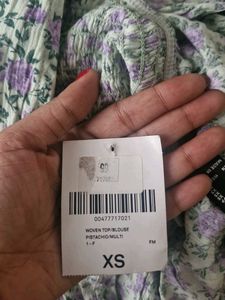 00477717021
WOVEN TOP/BLOUSE
PISTACHIO/MULTI
1 - F FM
XS